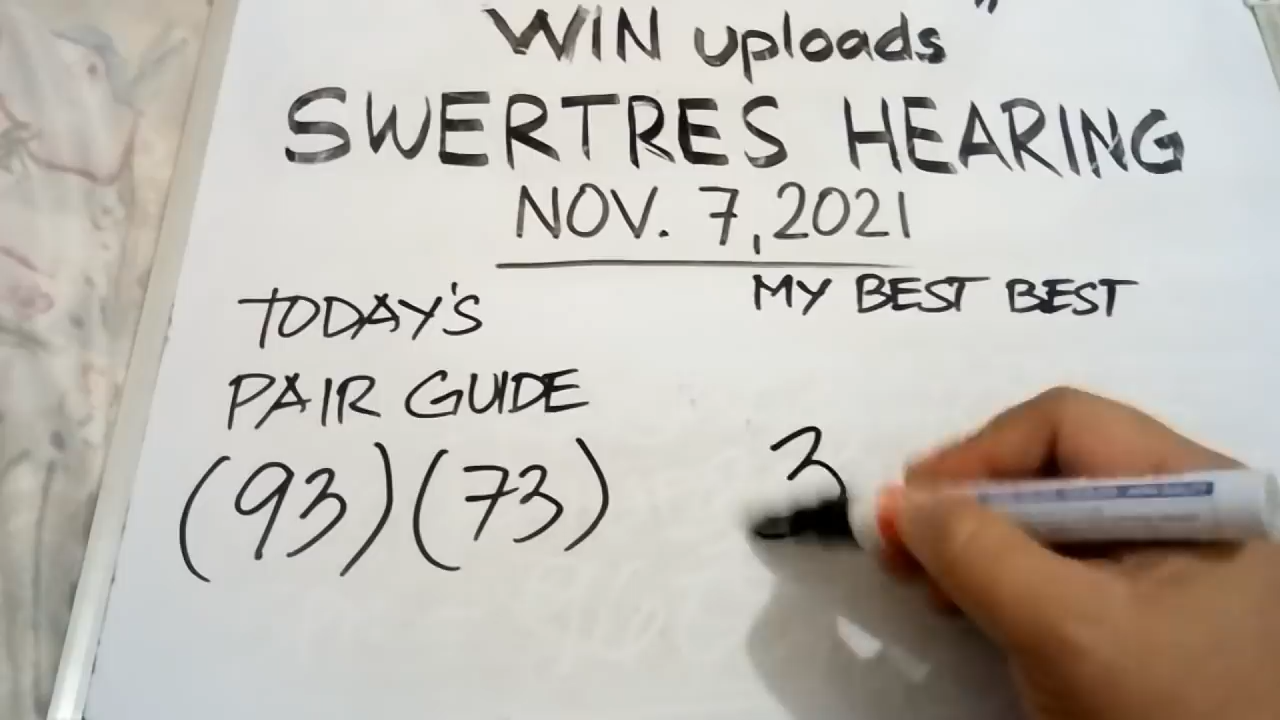 WIN uploads"
SWERTRES HEARING
NOV. 7, 2021
TODAY'S
PAIR GUIDE
(93) (73)
MY BEST BEST
3